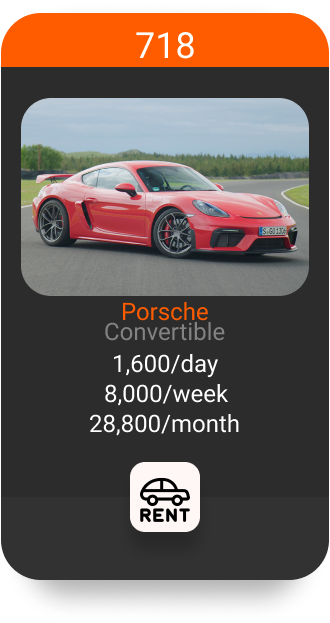 718
Porsche
Convertible
1,600/day
8,000/week
28,800/month
RENT